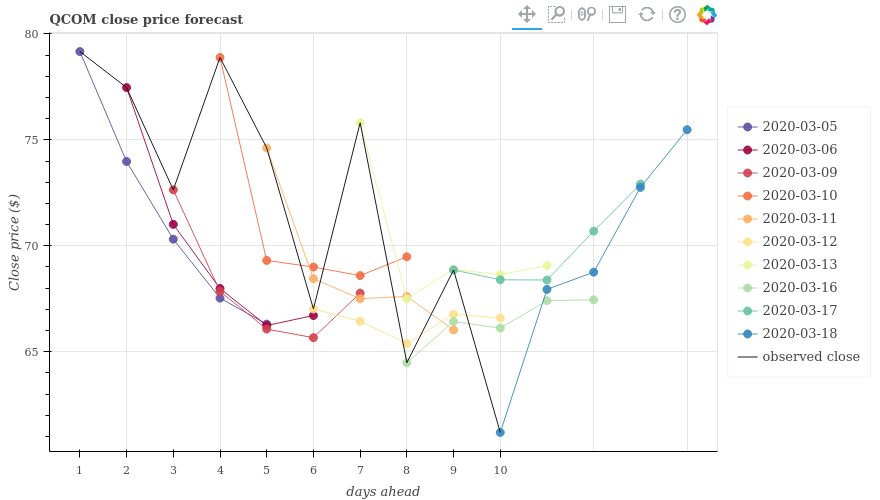 QCOM close price forecast
80
75
70
65
Close price ($)
1 2 3 4 5 6 7 8 9 10
days ahead
2020-03-05
2020-03-06
2020-03-09
2020-03-10
2020-03-11
2020-03-12
2020-03-13
2020-03-16
2020-03-17
2020-03-18
observed close